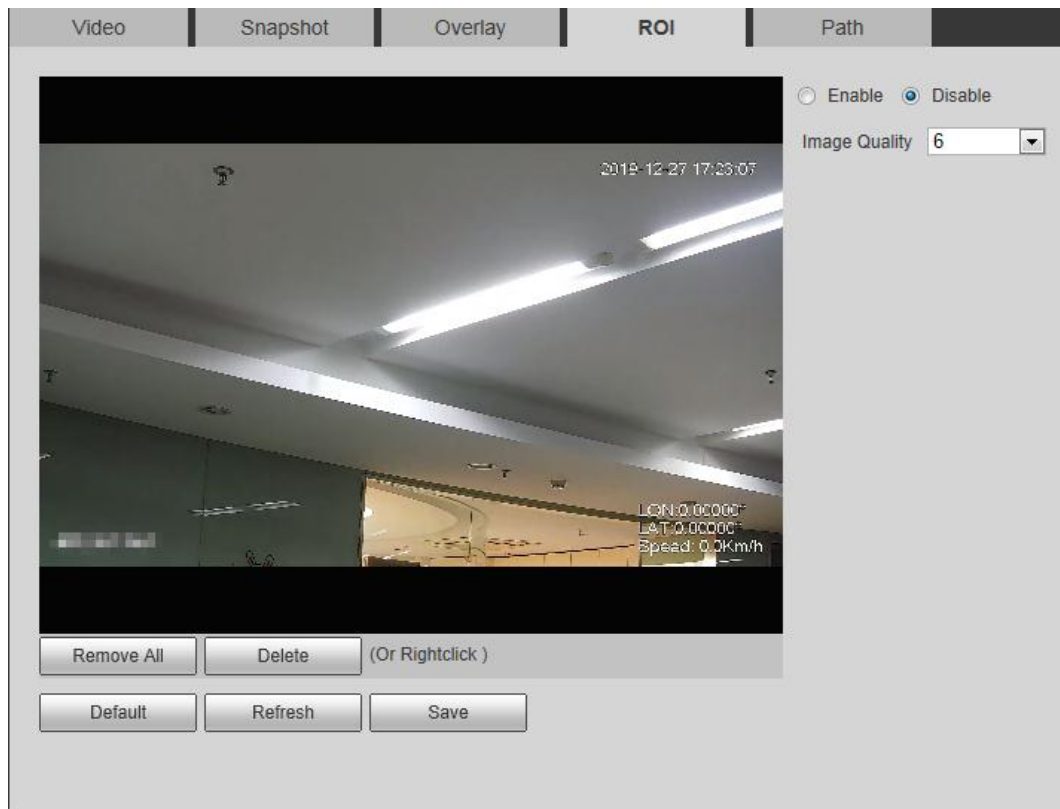 Video Snapshot Overlay ROI Path
Enable Disable
Image Quality 6
2019-12-27 17:23:07
LON:0.00000°
LAT:0.00000°
Speed: 0.0Km/h
Remove All Delete (Or Rightclick )
Default Refresh Save